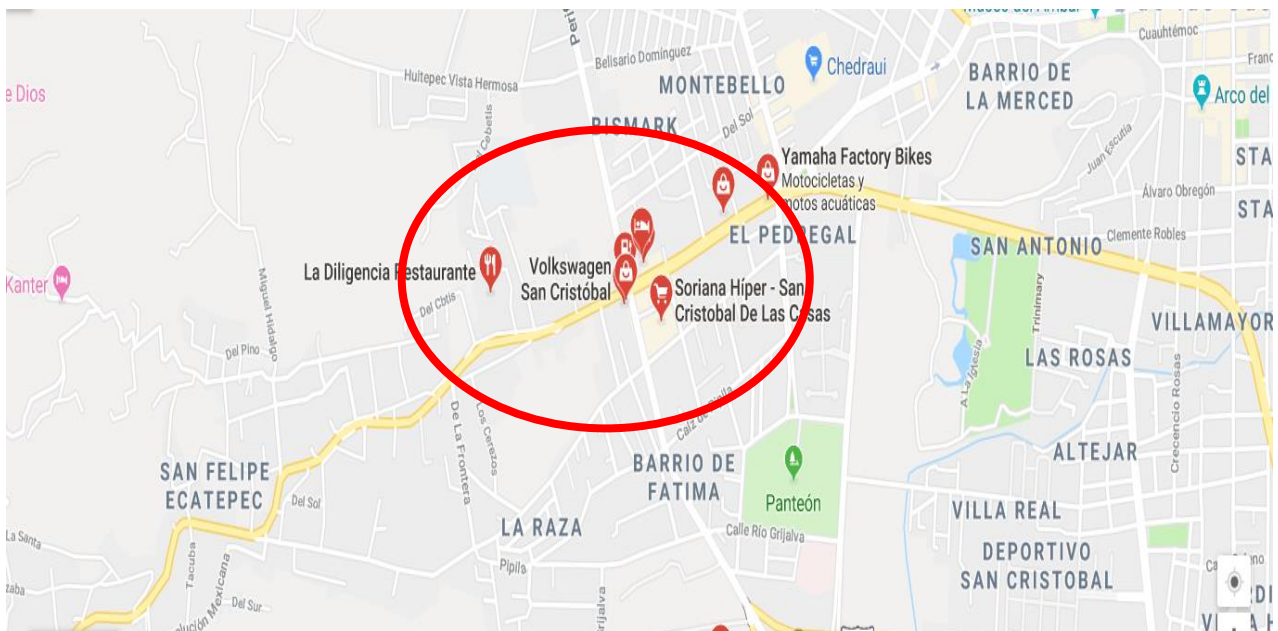 Cuauhtémoc
Belisario Dominguez
Chedraui
Huitepec Vista Hermosa
MONTEBELLO
BARRIO DE
LA MERCED
e Dios
Arco del
BISMARK
Del Sol
Juan Escutia
Yamaha Factory Bikes
Motocicletas y
motos acuáticas
STA
Álvaro Obregón
STA
EL PEDREGAL
SAN ANTONIO
Clemente Robles
La Diligencia Restaurante
Volkswagen
San Cristóbal
Soriana Híper - San
Cristobal De Las Casas
Kanter
Miguel Hidalgo
Del Cbtis
Trinimary
VILLAMAYOR
Del Pino
A La Iglesia
LAS ROSAS
Crecencio Rosas
De La Frontera
Los Cerezos
BARRIO DE
FATIMA
ALTEJAR
SAN FELIPE
ECATEPEC
Del Sol
Panteón
VILLA REAL
LA RAZA
Calle Río Grijalva
La Santa
DEPORTIVO
SAN CRISTOBAL
Tacuba
Pipila
Del Sur